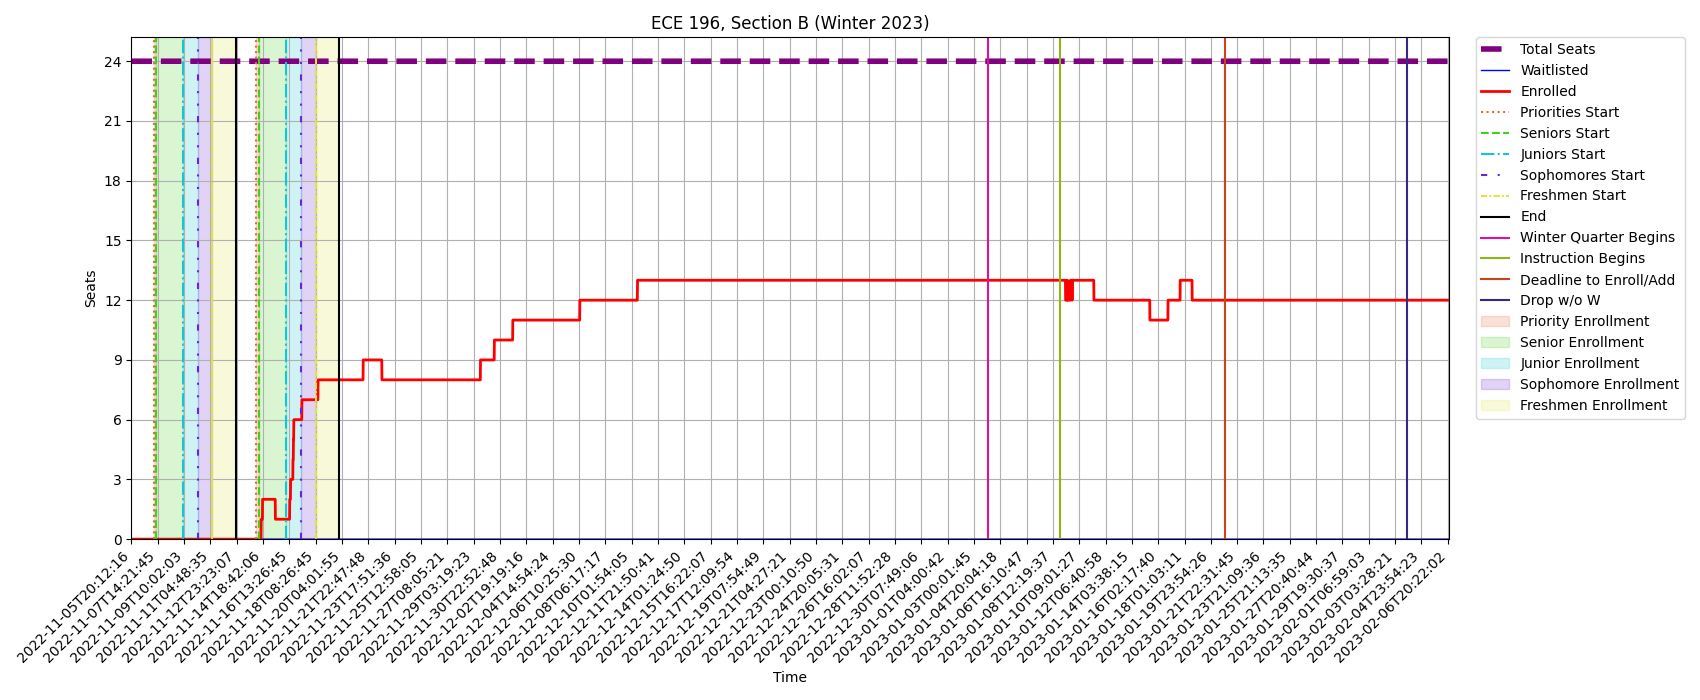 ECE 196, Section B (Winter 2023)
Seats
24
21
18
15
12
9
6
3
0
2022-11-05T20:12:16
2022-11-07T14:21:45
2022-11-09T10:02:03
2022-11-11T04:48:35
2022-11-12T23:23:07
2022-11-14T18:42:06
2022-11-16T13:26:45
2022-11-18T08:26:45
2022-11-20T04:01:55
2022-11-21T22:47:48
2022-11-23T17:51:36
2022-11-25T12:58:05
2022-11-27T08:05:21
2022-11-29T03:19:23
2022-11-30T22:52:48
2022-12-02T19:19:16
2022-12-04T14:54:24
2022-12-06T10:25:30
2022-12-08T06:17:17
2022-12-10T01:54:05
2022-12-11T21:50:41
2022-12-14T01:24:50
2022-12-15T16:22:07
2022-12-17T12:09:54
2022-12-19T07:54:49
2022-12-21T04:27:21
2022-12-23T00:10:50
2022-12-24T20:05:31
2022-12-26T16:02:07
2022-12-28T11:52:28
2022-12-30T07:49:06
2023-01-01T04:00:42
2023-01-03T00:01:45
2023-01-04T20:04:18
2023-01-06T16:10:47
2023-01-08T12:19:37
2023-01-10T09:01:27
2023-01-12T06:40:58
2023-01-14T03:38:15
2023-01-16T02:17:40
2023-01-18T01:03:11
2023-01-19T23:54:26
2023-01-21T22:31:45
2023-01-23T21:09:36
2023-01-25T21:13:35
2023-01-27T20:40:44
2023-01-29T19:30:37
2023-02-01T06:59:03
2023-02-03T03:28:21
2023-02-04T23:54:23
2023-02-06T20:22:02
Time
Total Seats
Waitlisted
Enrolled
Priorities Start
Seniors Start
Juniors Start
Sophomores Start
Freshmen Start
End
Winter Quarter Begins
Instruction Begins
Deadline to Enroll/Add
Drop w/o W
Priority Enrollment
Senior Enrollment
Junior Enrollment
Sophomore Enrollment
Freshmen Enrollment